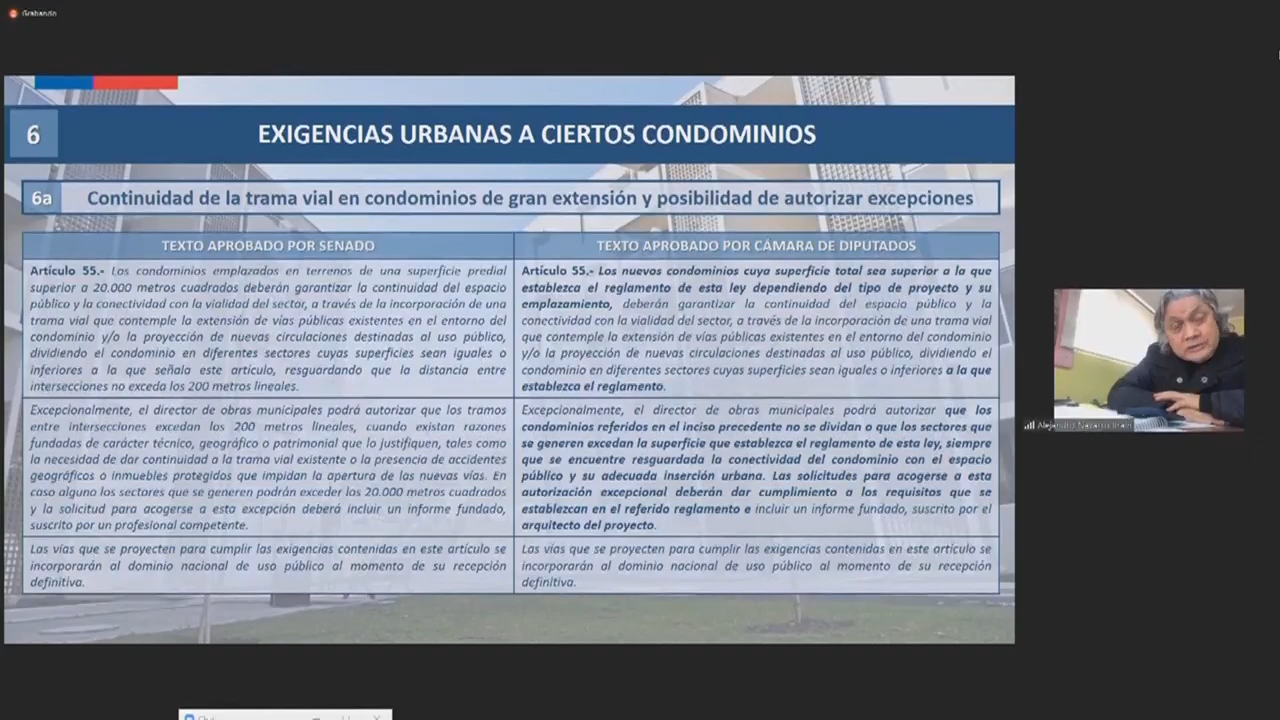 Grabando
6
EXIGENCIAS URBANAS A CIERTOS CONDOMINIOS
6a
Continuidad de la trama vial en condominios de gran extensión y posibilidad de autorizar excepciones
TEXTO APROBADO POR SENADO
Artículo 55.- Los condominios emplazados en terrenos de una superficie predial
superior a 20.000 metros cuadrados deberán garantizar la continuidad del espacio
público y la conectividad con la vialidad del sector, a través de la incorporación de una
trama vial que contemple la extensión de vías públicas existentes en el entorno del
condominio y/o la proyección de nuevas circulaciones destinadas al uso público,
dividiendo el condominio en diferentes sectores cuyas superficies sean iguales o
inferiores a la que señala este artículo, resguardando que la distancia entre
intersecciones no exceda los 200 metros lineales.
Excepcionalmente, el director de obras municipales podrá autorizar que los tramos
entre intersecciones excedan los 200 metros lineales, cuando existan razones
fundadas de carácter técnico, geográfico o patrimonial que lo justifiquen, tales como
la necesidad de dar continuidad a la trama vial existente o la presencia de accidentes
geográficos o inmuebles protegidos que impidan la apertura de las nuevas vías. En
caso alguno los sectores que se generen podrán exceder los 20.000 metros cuadrados
y la solicitud para acogerse a esta excepción deberá incluir un informe fundado,
suscrito por un profesional competente.
Las vías que se proyecten para cumplir las exigencias contenidas en este artículo se
incorporarán al dominio nacional de uso público al momento de su recepción
definitiva.
TEXTO APROBADO POR CÁMARA DE DIPUTADOS
Artículo 55.- Los nuevos condominios cuya superficie total sea superior a la que
establezca el reglamento de esta ley dependiendo del tipo de proyecto y su
emplazamiento, deberán garantizar la continuidad del espacio público y la
conectividad con la vialidad del sector, a través de la incorporación de una trama vial
que contemple la extensión de vías públicas existentes en el entorno del condominio
y/o la proyección de nuevas circulaciones destinadas al uso público, dividiendo el
condominio en diferentes sectores cuyas superficies sean iguales o inferiores a la que
establezca el reglamento.
Excepcionalmente, el director de obras municipales podrá autorizar que los
condominios referidos en el inciso precedente no se dividan o que los sectores que
se generen excedan la superficie que establezca el reglamento de esta ley, siempre
que se encuentre resguardada la conectividad del condominio con el espacio
público y su adecuada inserción urbana. Las solicitudes para acogerse a esta
autorización excepcional deberán dar cumplimiento a los requisitos que se
establezcan en el referido reglamento e incluir un informe fundado, suscrito por el
arquitecto del proyecto.
Las vías que se proyecten para cumplir las exigencias contenidas en este artículo se
incorporarán al dominio nacional de uso público al momento de su recepción
definitiva.
Alejandro Navarro Brain